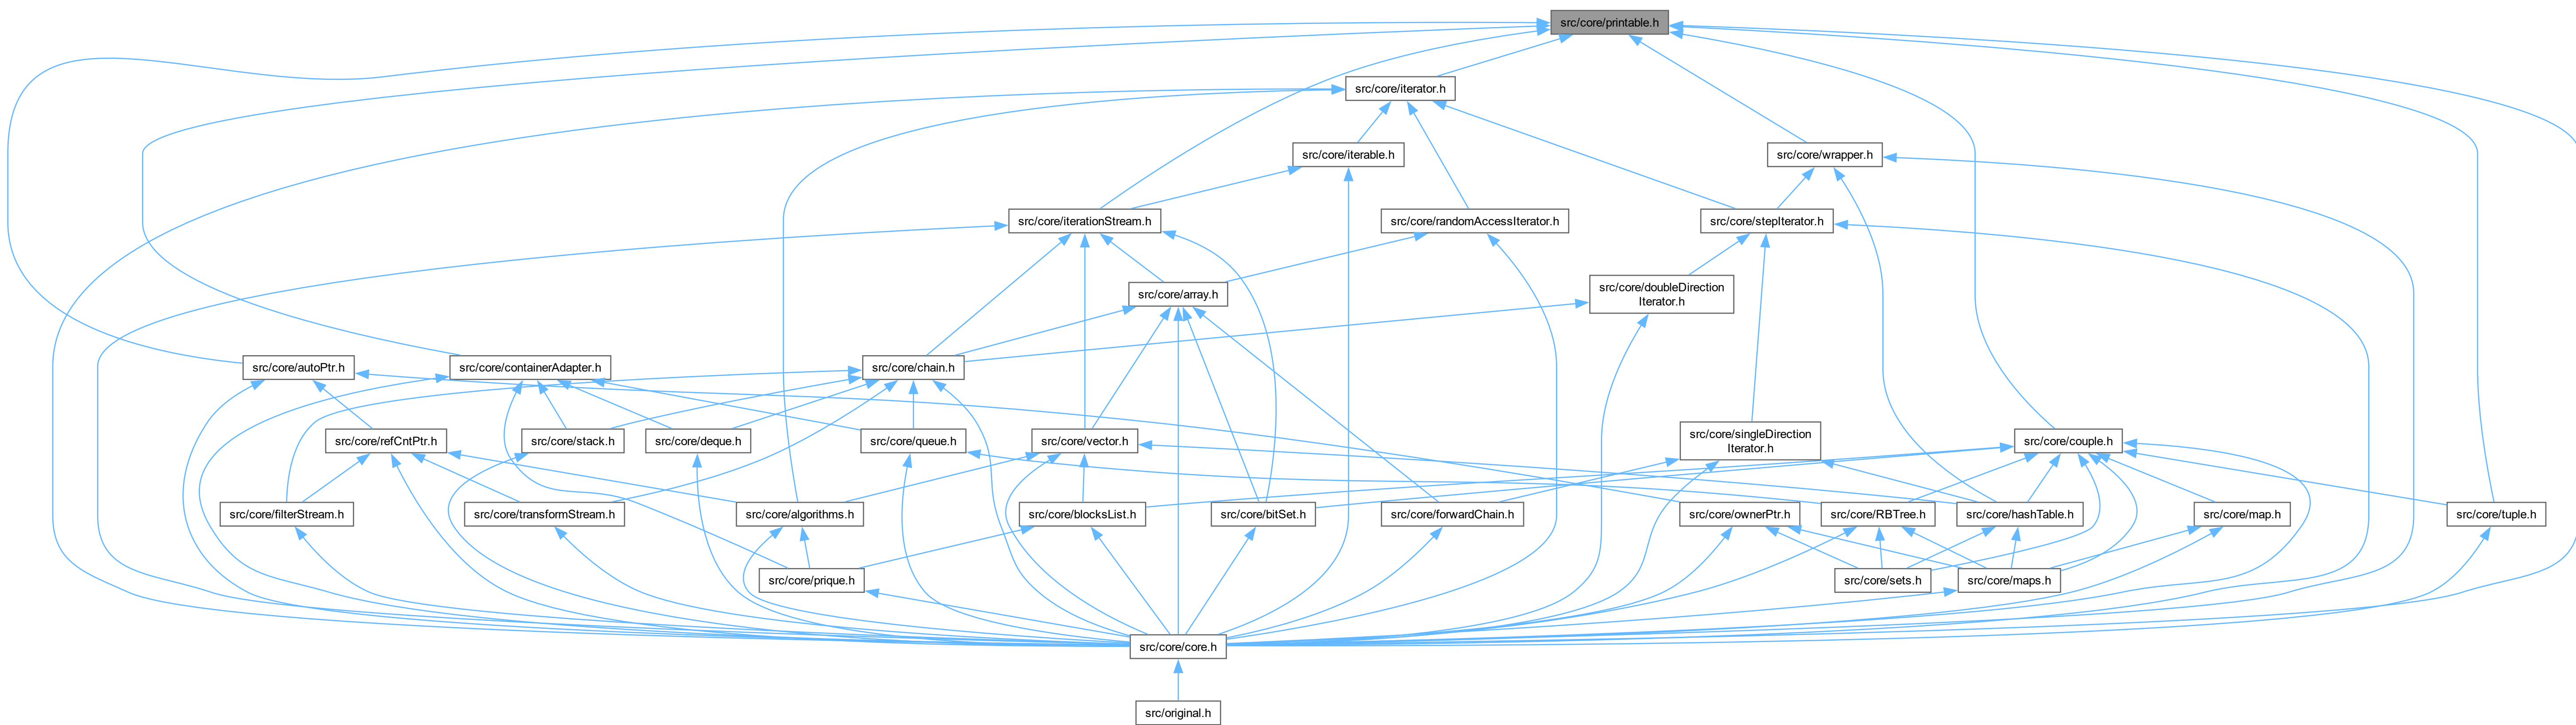 src/core/printable.h
src/core/iterator.h
src/core/iterable.h
src/core/wrapper.h
src/core/iterationStream.h
src/core/randomAccessIterator.h
src/core/stepIterator.h
src/core/array.h
src/core/doubleDirection
Iterator.h
src/core/autoPtr.h
src/core/containerAdapter.h
src/core/chain.h
src/core/refCntPtr.h
src/core/stack.h
src/core/deque.h
src/core/queue.h
src/core/vector.h
src/core/singleDirection
Iterator.h
src/core/couple.h
src/core/filterStream.h
src/core/transformStream.h
src/core/algorithms.h
src/core/blocksList.h
src/core/bitSet.h
src/core/forwardChain.h
src/core/ownerPtr.h
src/core/RBTree.h
src/core/hashTable.h
src/core/map.h
src/core/tuple.h
src/core/prique.h
src/core/sets.h
src/core/maps.h
src/core/core.h
src/original.h